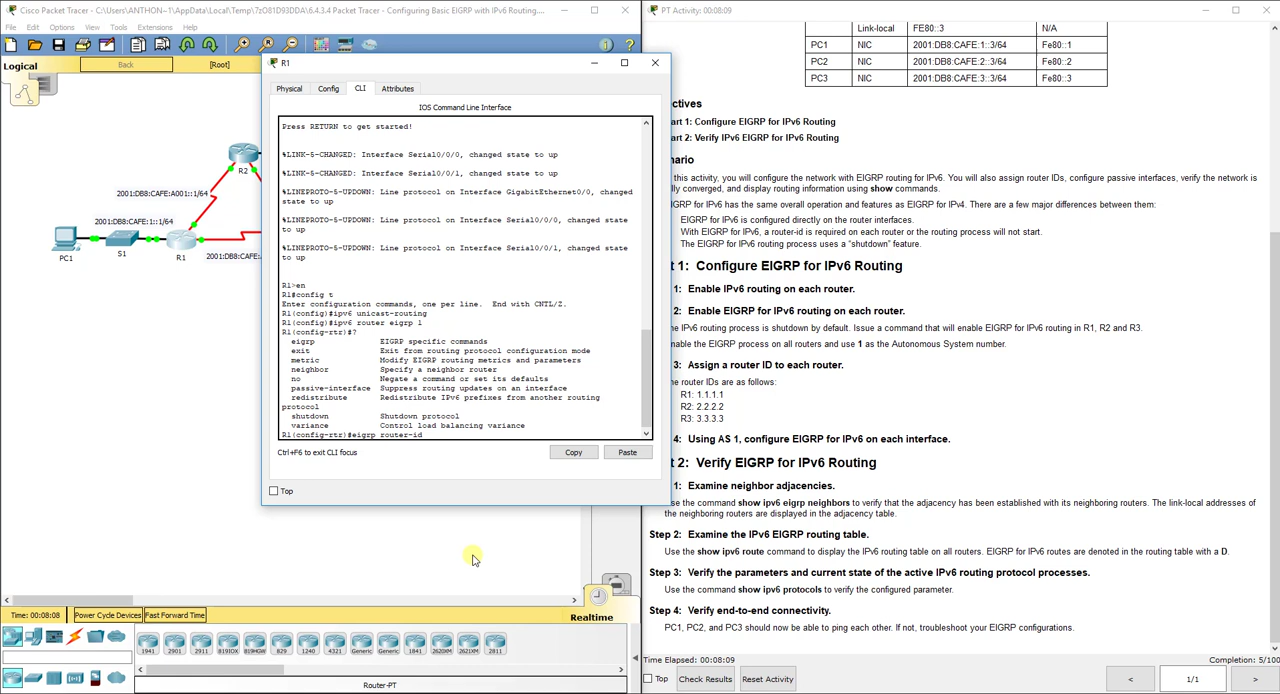 Cisco Packet Tracer - C:\Users\ANTHON~1\AppData\Local\Temp\7zO81D93DDA\6.4.3.4 Packet Tracer - Configuring Basic EIGRP with IPv6 Routing....
File Edit Options View Tools Extensions Help
Logical
Back
[Root]
R2
2001:DB8:CAFE:A001::1/64
2001:DB8:CAFE:1::1/64
PC1
S1
R1
2001:DB8:CAFE:
R1
Physical
Config
CLI
Attributes
IOS Command Line Interface
Press RETURN to get started!
%LINK-5-CHANGED: Interface Serial0/0/0, changed state to up
%LINK-5-CHANGED: Interface Serial0/0/1, changed state to up
%LINEPROTO-5-UPDOWN: Line protocol on Interface GigabitEthernet0/0, changed
state to up
%LINEPROTO-5-UPDOWN: Line protocol on Interface Serial0/0/0, changed state
to up
%LINEPROTO-5-UPDOWN: Line protocol on Interface Serial0/0/1, changed state
to up
R1>en
R1#config t
Enter configuration commands, one per line. End with CNTL/Z.
R1(config)#ipv6 unicast-routing
R1(config)#ipv6 router eigrp 1
R1(config-rtr)#?
eigrp EIGRP specific commands
exit Exit from routing protocol configuration mode
metric Modify EIGRP routing metrics and parameters
neighbor Specify a neighbor router
no Negate a command or set its defaults
passive-interface Suppress routing updates on an interface
redistribute Redistribute IPv6 prefixes from another routing
protocol
shutdown Shutdown protocol
variance Control load balancing variance
R1(config-rtr)#eigrp router-id
Ctrl+F6 to exit CLI focus
Copy
Paste
Top
Time: 00:08:08
Power Cycle Devices
Fast Forward Time
Realtime
1941 2901 2911 819IOX 819HGW 829 1240 4321 Generic Generic 1841 2620XM 2621XM 2811
Router-PT
PT Activity: 00:08:09
Link-local FE80::3 N/A
PC1 NIC 2001:DB8:CAFE:1::3/64 Fe80::1
PC2 NIC 2001:DB8:CAFE:2::3/64 Fe80::2
PC3 NIC 2001:DB8:CAFE:3::3/64 Fe80::3
ctives
art 1: Configure EIGRP for IPv6 Routing
art 2: Verify IPv6 EIGRP for Routing
nario
this activity, you will configure the network with EIGRP routing for IPv6. You will also assign router IDs, configure passive interfaces, verify the network is
lly converged, and display routing information using show commands.
GRP for IPv6 has the same overall operation and features as EIGRP for IPv4. There are a few major differences between them:
EIGRP for IPv6 is configured directly on the router interfaces.
With EIGRP for IPv6, a router-id is required on each router or the routing process will not start.
The EIGRP for IPv6 routing process uses a “shutdown” feature.
t 1: Configure EIGRP for IPv6 Routing
1: Enable IPv6 routing on each router.
2: Enable EIGRP for IPv6 routing on each router.
he IPv6 routing process is shutdown by default. Issue a command that will enable EIGRP for IPv6 routing in R1, R2 and R3.
nable the EIGRP process on all routers and use 1 as the Autonomous System number.
3: Assign a router ID to each router.
he router IDs are as follows:
R1: 1.1.1.1
R2: 2.2.2.2
R3: 3.3.3.3
4: Using AS 1, configure EIGRP for IPv6 on each interface.
t 2: Verify EIGRP for IPv6 Routing
1: Examine neighbor adjacencies.
se the command show ipv6 eigrp neighbors to verify that the adjacency has been established with its neighboring routers. The link-local addresses of
the neighboring routers are displayed in the adjacency table.
Step 2: Examine the IPv6 EIGRP routing table.
Use the show ipv6 route command to display the IPv6 routing table on all routers. EIGRP for IPv6 routes are denoted in the routing table with a D.
Step 3: Verify the parameters and current state of the active IPv6 routing protocol processes.
Use the command show ipv6 protocols to verify the configured parameter.
Step 4: Verify end-to-end connectivity.
PC1, PC2, and PC3 should now be able to ping each other. If not, troubleshoot your EIGRP configurations.
Time Elapsed: 00:08:09
Completion: 5/100
Top
Check Results
Reset Activity
<
1/1
>